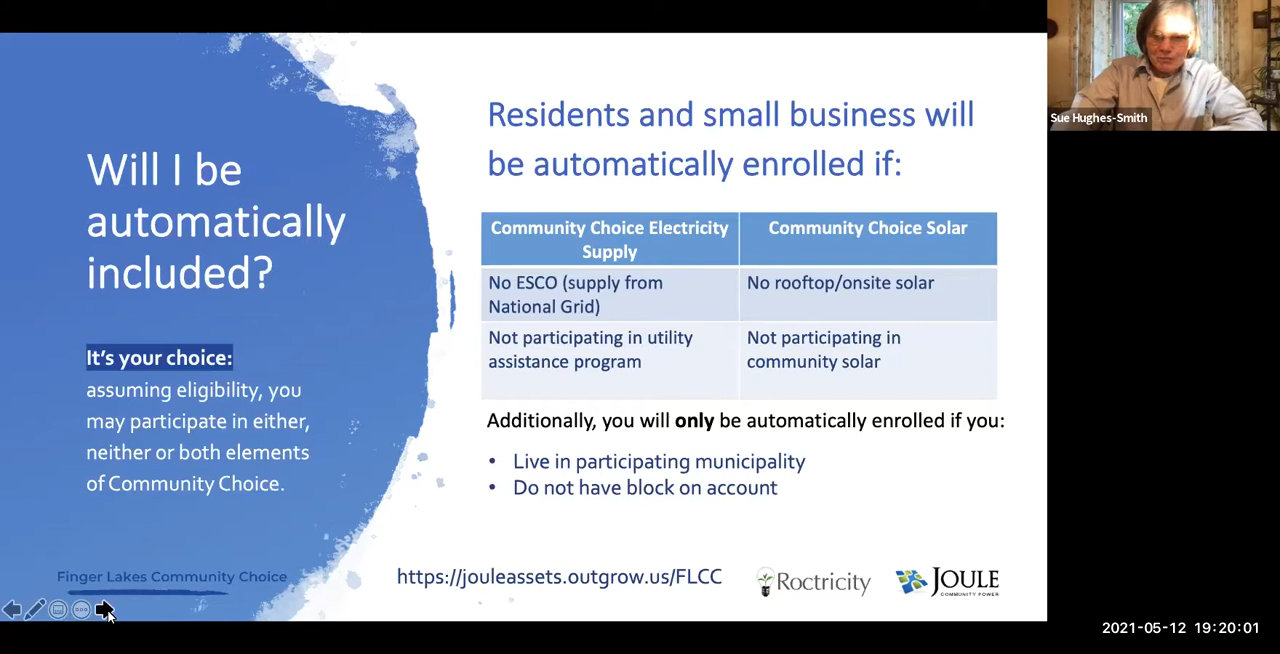 Will I be
automatically
included?
It's your choice:
assuming eligibility, you
may participate in either,
neither or both elements
of Community Choice.
Finger Lakes Community Choice
Residents and small business will
be automatically enrolled if:
Community Choice Electricity
Supply
Community Choice Solar
No ESCO (supply from
National Grid)
No rooftop/onsite solar
Not participating in utility
assistance program
Not participating in
community solar
Additionally, you will only be automatically enrolled if you:
• Live in participating municipality
• Do not have block on account
https://jouleassets.outgrow.us/FLCC
Roctricity
JOULE
COMMUNITY POWER
Sue Hughes-Smith
2021-05-12 19:20:01